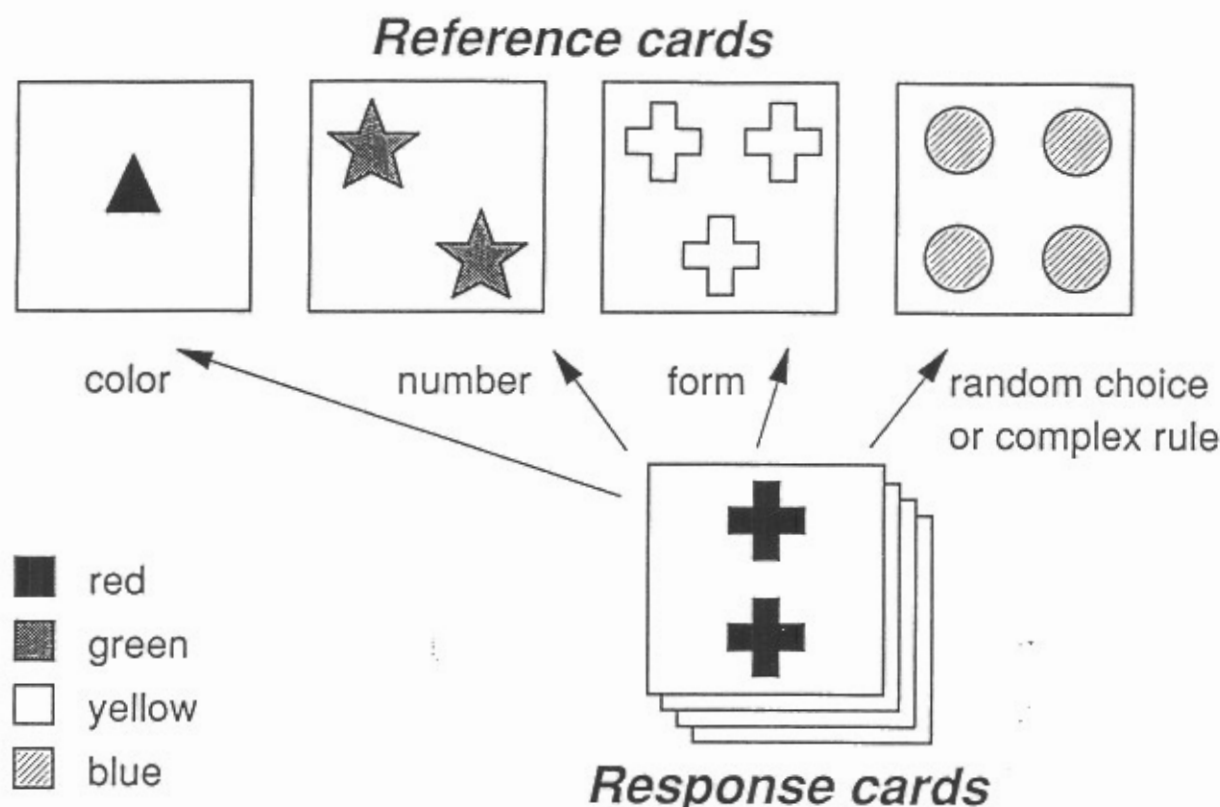 Reference cards
color
number
form
random choice
or complex rule
red
green
yellow
blue
Response cards